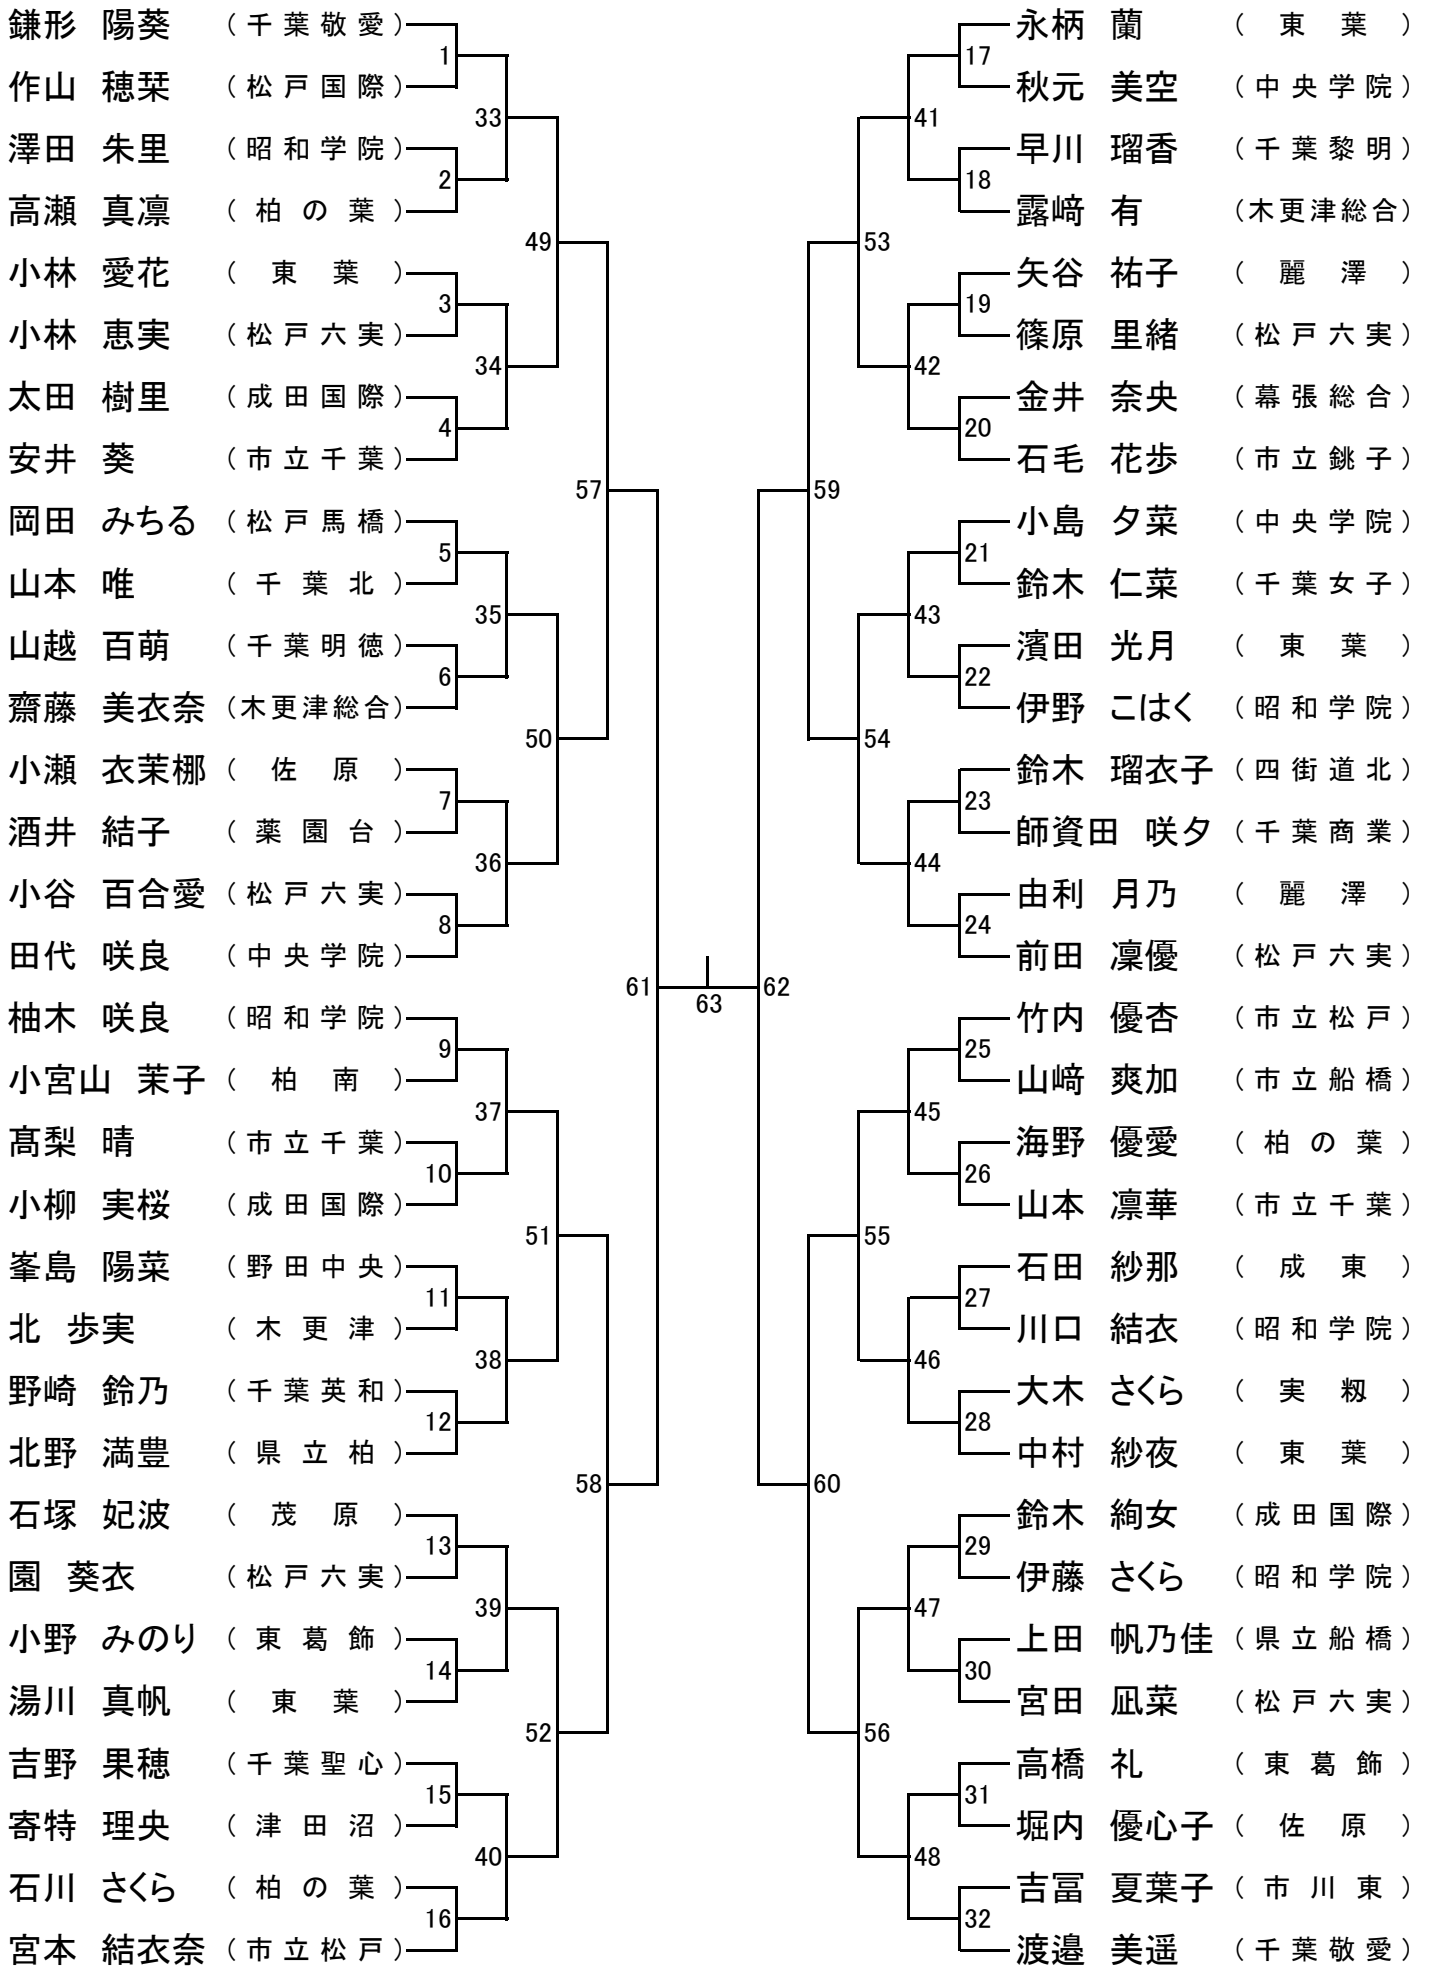 鎌形 陽葵 (千葉敬愛)
作山 穂栞 (松戸国際)
澤田 朱里 (昭和学院)
高瀬 真凛 (柏の葉)
小林 愛花 (東葉)
小林 恵実 (松戸六実)
太田 樹里 (成田国際)
安井 葵 (市立千葉)
岡田 みちる (松戸馬橋)
山本 唯 (千葉北)
山越 百萌 (千葉明徳)
齋藤 美衣奈 (木更津総合)
小瀬 衣茉梛 (佐原)
酒井 結子 (薬園台)
小谷 百合愛 (松戸六実)
田代 咲良 (中央学院)
柚木 咲良 (昭和学院)
小宮山 茉子 (柏南)
髙梨 晴 (市立千葉)
小柳 実桜 (成田国際)
峯島 陽菜 (野田中央)
北 歩実 (木更津)
野崎 鈴乃 (千葉英和)
北野 満豊 (県立柏)
石塚 妃波 (茂原)
園 葵衣 (松戸六実)
小野 みのり (東葛飾)
湯川 真帆 (東葉)
吉野 果穂 (千葉聖心)
寄特 理央 (津田沼)
石川 さくら (柏の葉)
宮本 結衣奈 (市立松戸)
1
2
3
4
5
6
7
8
9
10
11
12
13
14
15
16
33
34
35
36
37
38
39
40
49
50
51
52
57
58
61
63
62
59
60
53
54
55
56
41
42
43
44
45
46
47
48
17
18
19
20
21
22
23
24
25
26
27
28
29
30
31
32
永柄 蘭 (東葉)
秋元 美空 (中央学院)
早川 瑠香 (千葉黎明)
露﨑 有 (木更津総合)
矢谷 祐子 (麗澤)
篠原 里緒 (松戸六実)
金井 奈央 (幕張総合)
石毛 花歩 (市立銚子)
小島 夕菜 (中央学院)
鈴木 仁菜 (千葉女子)
濱田 光月 (東葉)
伊野 こはく (昭和学院)
鈴木 瑠衣子 (四街道北)
師資田 咲夕 (千葉商業)
由利 月乃 (麗澤)
前田 凜優 (松戸六実)
竹内 優杏 (市立松戸)
山﨑 爽加 (市立船橋)
海野 優愛 (柏の葉)
山本 凛華 (市立千葉)
石田 紗那 (成東)
川口 結衣 (昭和学院)
大木 さくら (実籾)
中村 紗夜 (東葉)
鈴木 絢女 (成田国際)
伊藤 さくら (昭和学院)
上田 帆乃佳 (県立船橋)
宮田 凪菜 (松戸六実)
高橋 礼 (東葛飾)
堀内 優心子 (佐原)
吉冨 夏葉子 (市川東)
渡邉 美遥 (千葉敬愛)